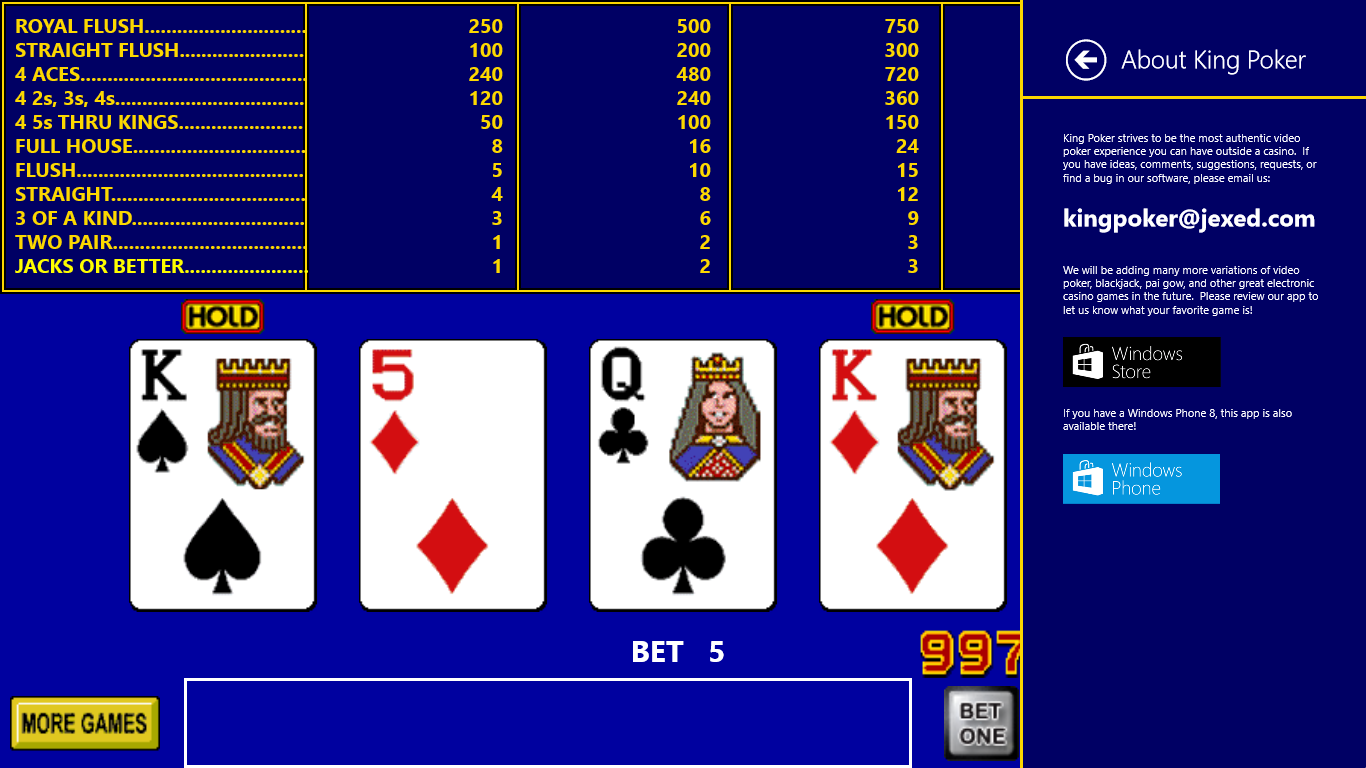 ROYAL FLUSH............................. 250 500 750
STRAIGHT FLUSH....................... 100 200 300
4 ACES......................................... 240 480 720
4 2s, 3s, 4s.................................. 120 240 360
4 5s THRU KINGS...................... 50 100 150
FULL HOUSE............................... 8 16 24
FLUSH......................................... 5 10 15
STRAIGHT................................... 4 8 12
3 OF A KIND............................... 3 6 9
TWO PAIR................................... 1 2 3
JACKS OR BETTER...................... 1 2 3
HOLD HOLD
K 5 Q K
BET 5
997
MORE GAMES
BET
ONE
About King Poker
King Poker strives to be the most authentic video
poker experience you can have outside a casino. If
you have ideas, comments, suggestions, requests, or
find a bug in our software, please email us:
kingpoker@jexed.com
We will be adding many more variations of video
poker, blackjack, pai gow, and other great electronic
casino games in the future. Please review our app to
let us know what your favorite game is!
Windows
Store
If you have a Windows Phone 8, this app is also
available there!
Windows
Phone